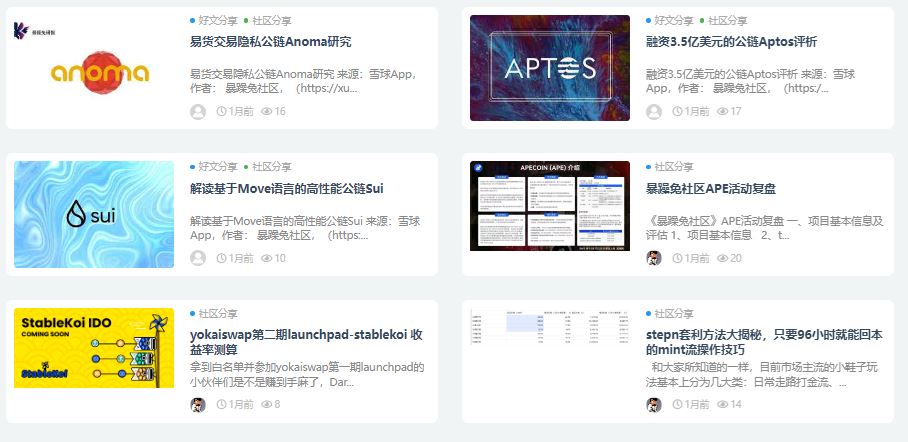 暴躁兔研报
anoma
好文分享 社区分享
易货交易隐私公链Anoma研究
易货交易隐私公链Anoma研究 来源：雪球App，
作者： 暴躁兔社区，（https://xu...
1月前 16
APTOS
好文分享 社区分享
融资3.5亿美元的公链Aptos评析
融资3.5亿美元的公链Aptos评析 来源：雪球
App，作者： 暴躁兔社区，（https:/...
1月前 17
sui
好文分享 社区分享
解读基于Move语言的高性能公链Sui
解读基于Move语言的高性能公链Sui 来源：雪球
App，作者： 暴躁兔社区，（https:...
1月前 10
APECOIN (APE) 介绍
社区分享
暴躁兔社区APE活动复盘
《暴躁兔社区》APE活动复盘 一、项目基本信息及
评估 1、项目基本信息 2、t...
1月前 20
StableKoi IDO
COMING SOON
StableKoi
社区分享
yokaiswap第二期launchpad-stablekoi 收
益率测算
拿到白名单并参加yokaiswap第一期launchpad的
小伙伴们是不是赚到手麻了，Dar...
1月前 8
社区分享
stepn套利方法大揭秘，只要96小时就能回本
的mint流操作技巧
和大家所知道的一样，目前市场主流的小鞋子玩
法基本上分为几大类：日常走路打金流、...
1月前 14